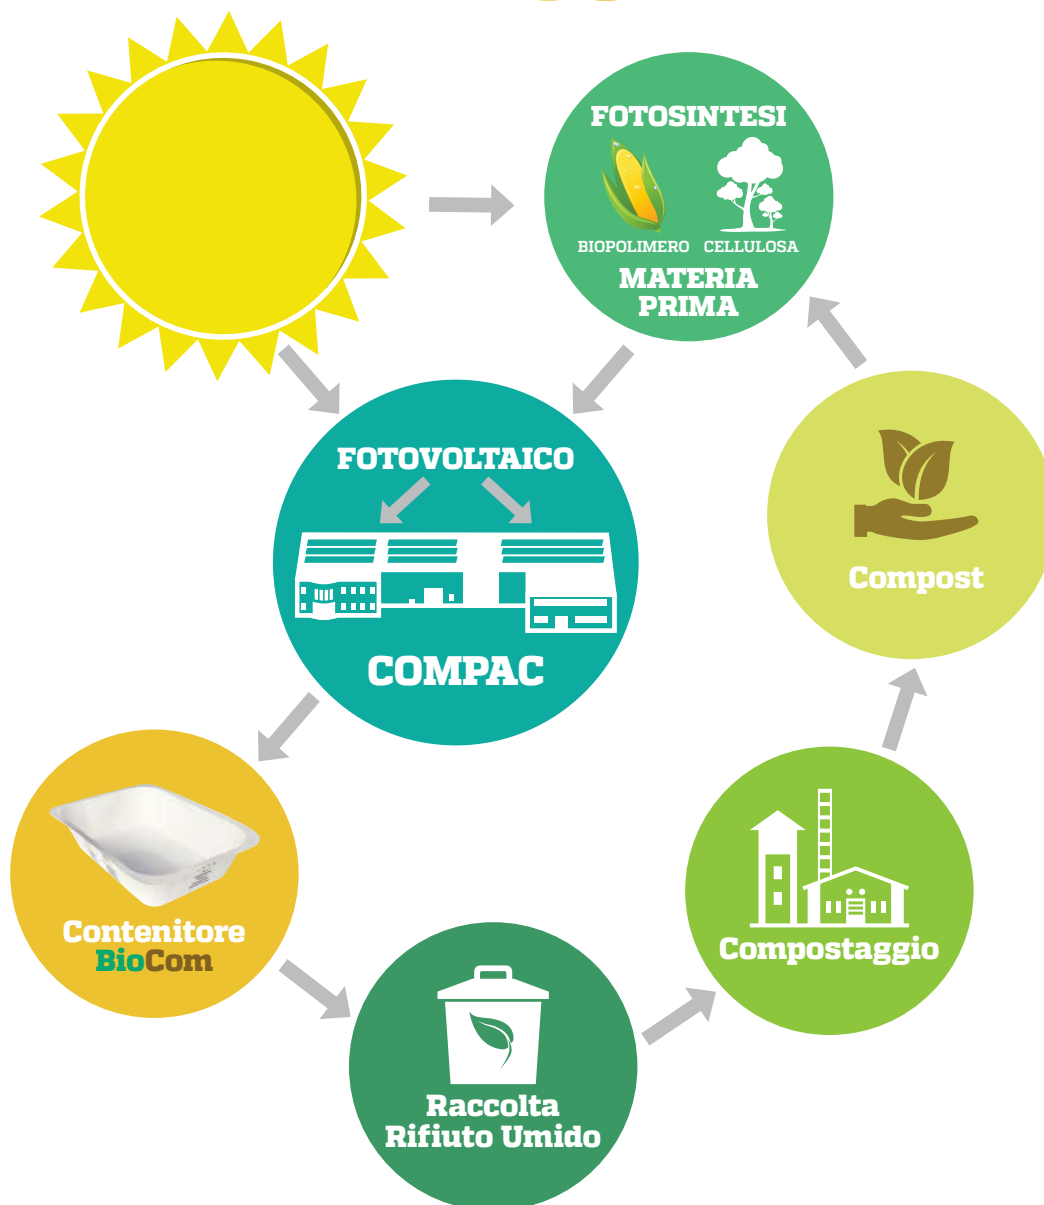 FOTOSINTESI
BIOPOLIMERO CELLULOSA
MATERIA
PRIMA
FOTOVOLTAICO
COMPAC
Compost
Contenitore
BioCom
Compostaggio
Raccolta
Rifiuto Umido